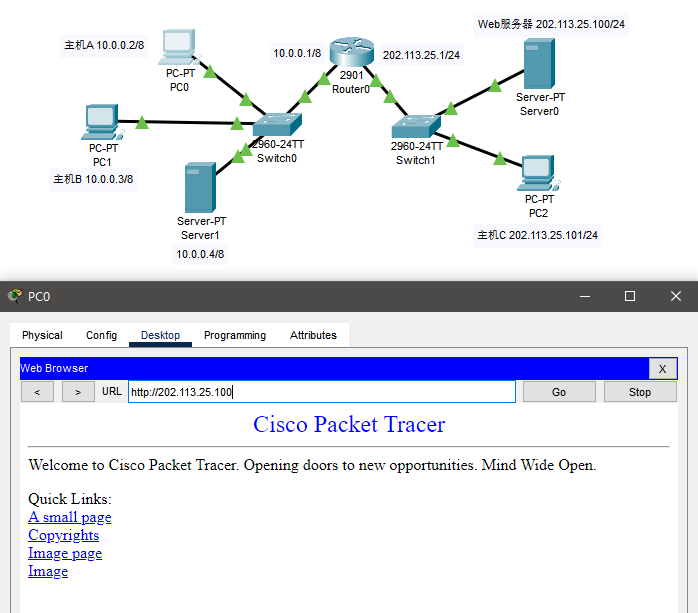 Web服务器 202.113.25.100/24
主机A 10.0.0.2/8
10.0.0.1/8
202.113.25.1/24
PC-PT
PC0
2901
Router0
Server-PT
Server0
PC-PT
PC1
2960-24TT
Switch0
2960-24TT
Switch1
主机B 10.0.0.3/8
PC-PT
PC2
Server-PT
Server1
主机C 202.113.25.101/24
10.0.0.4/8
PC0
Physical Config Desktop Programming Attributes
Web Browser X
< > URL http://202.113.25.100 Go Stop
Cisco Packet Tracer
Welcome to Cisco Packet Tracer. Opening doors to new opportunities. Mind Wide Open.
Quick Links:
A small page
Copyrights
Image page
Image